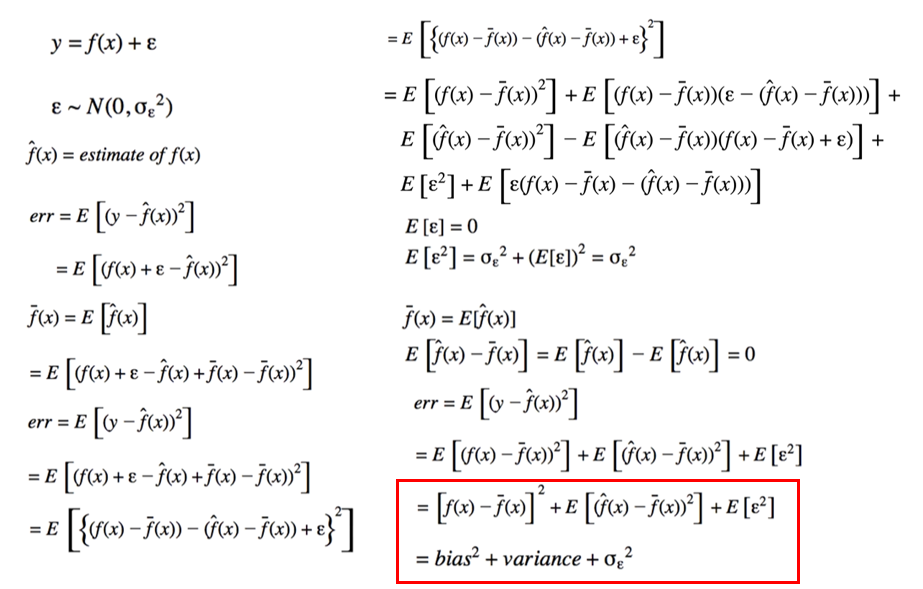 y = f(x) + ε
ε ~ N(0, σ_ε²)
f̂(x) = estimate of f(x)
err = E [(y − f̂(x))²]
= E [(f(x) + ε − f̂(x))²]
f̄(x) = E [f̂(x)]
= E [(f(x) + ε − f̂(x) + f̄(x) − f̄(x))²]
err = E [(y − f̂(x))²]
= E [(f(x) + ε − f̂(x) + f̄(x) − f̄(x))²]
= E [{(f(x) − f̄(x)) − (f̂(x) − f̄(x)) + ε}²]
= E [{(f(x) − f̄(x)) − (f̂(x) − f̄(x)) + ε}²]
= E [(f(x) − f̄(x))²] + E [(f(x) − f̄(x))(ε − (f̂(x) − f̄(x)))] +
E [(f̂(x) − f̄(x))²] − E [(f̂(x) − f̄(x))(f(x) − f̄(x) + ε)] +
E [ε²] + E [ε(f(x) − f̄(x) − (f̂(x) − f̄(x)))]
E [ε] = 0
E [ε²] = σ_ε² + (E[ε])² = σ_ε²
f̄(x) = E[f̂(x)]
E [f̂(x) − f̄(x)] = E [f̂(x)] − E [f̂(x)] = 0
err = E [(y − f̂(x))²]
= E [(f(x) − f̄(x))²] + E [(f̂(x) − f̄(x))²] + E [ε²]
= [f(x) − f̄(x)]² + E [(f̂(x) − f̄(x))²] + E [ε²]
= bias² + variance + σ_ε²